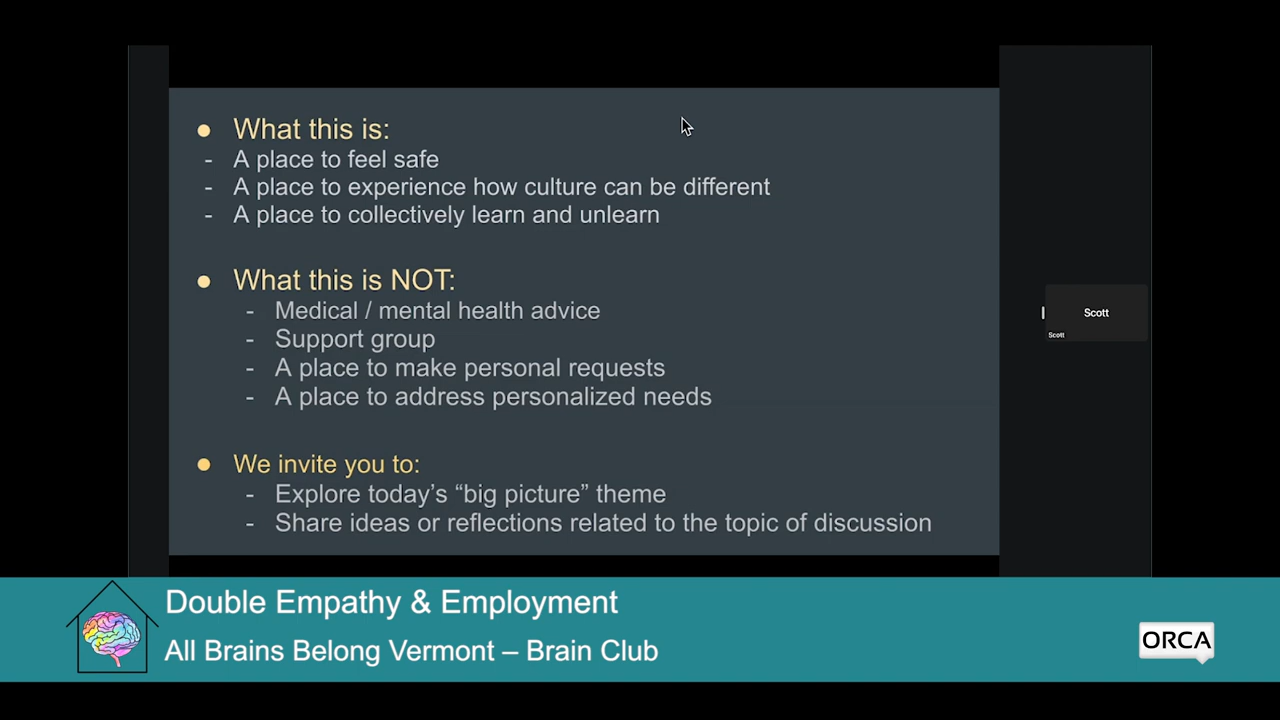 ● What this is:
- A place to feel safe
- A place to experience how culture can be different
- A place to collectively learn and unlearn
● What this is NOT:
- Medical / mental health advice
- Support group
- A place to make personal requests
- A place to address personalized needs
● We invite you to:
- Explore today’s “big picture” theme
- Share ideas or reflections related to the topic of discussion
Scott
Scott
Double Empathy & Employment
All Brains Belong Vermont – Brain Club
ORCA